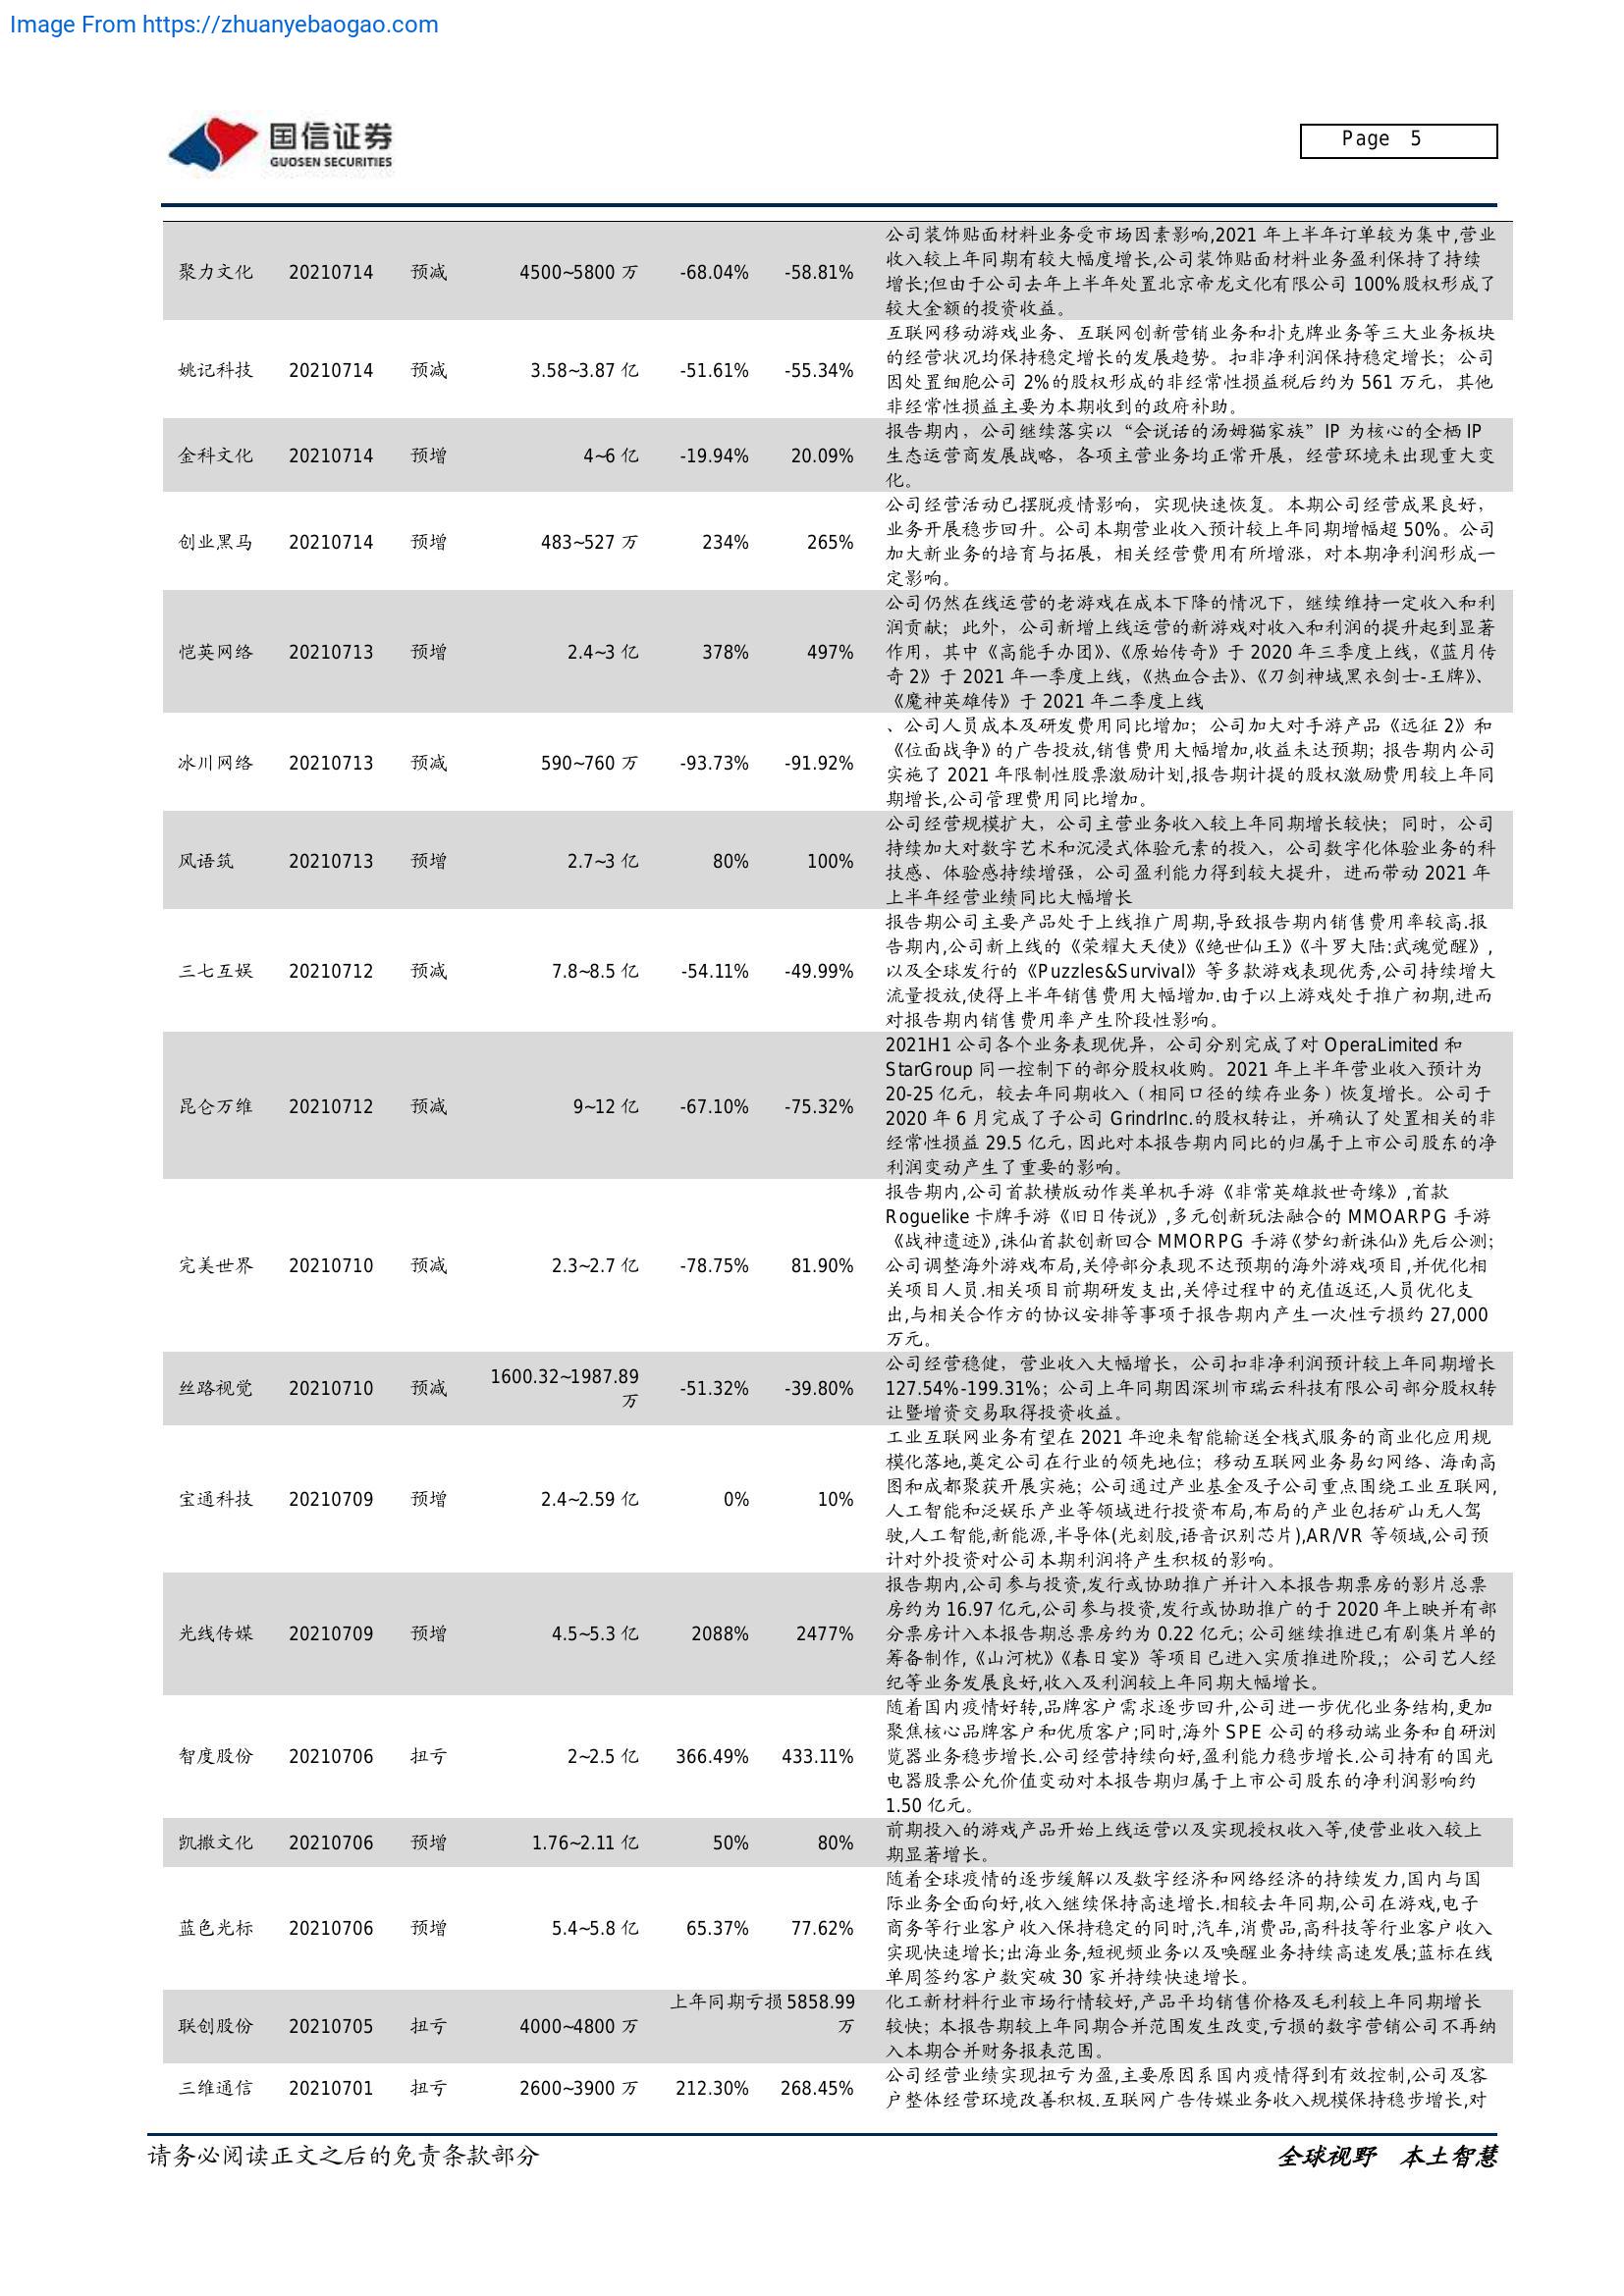 Image From https://zhuanyebaogao.com
国信证券
GUOSEN SECURITIES
Page 5
聚力文化 20210714 预减 4500~5800 万 -68.04% -58.81%
公司装饰贴面材料业务受市场因素影响,2021 年上半年订单较为集中,营业
收入较上年同期有较大幅度增长,公司装饰贴面材料业务盈利保持了持续
增长;但由于公司去年上半年处置北京帝龙文化有限公司 100%股权形成了
较大金额的投资收益。
姚记科技 20210714 预减 3.58~3.87 亿 -51.61% -55.34%
互联网移动游戏业务、互联网创新营销业务和扑克牌业务等三大业务板块
的经营状况均保持稳定增长的发展趋势。扣非净利润保持稳定增长；公司
因处置细胞公司 2%的股权形成的非经常性损益税后约为 561 万元，其他
非经常性损益主要为本期收到的政府补助。
金科文化 20210714 预增 4~6 亿 -19.94% 20.09%
报告期内，公司继续落实以“会说话的汤姆猫家族”IP 为核心的全栖 IP
生态运营商发展战略，各项主营业务均正常开展，经营环境未出现重大变
化。
创业黑马 20210714 预增 483~527 万 234% 265%
公司经营活动已摆脱疫情影响，实现快速恢复。本期公司经营成果良好，
业务开展稳步回升。公司本期营业收入预计较上年同期增幅超 50%。公司
加大新业务的培育与拓展，相关经营费用有所增涨，对本期净利润形成一
定影响。
恺英网络 20210713 预增 2.4~3 亿 378% 497%
公司仍然在线运营的老游戏在成本下降的情况下，继续维持一定收入和利
润贡献；此外，公司新增上线运营的新游戏对收入和利润的提升起到显著
作用，其中《高能手办团》、《原始传奇》于 2020 年三季度上线，《蓝月传
奇 2》于 2021 年一季度上线，《热血合击》、《刀剑神域黑衣剑士-王牌》、
《魔神英雄传》于 2021 年二季度上线
冰川网络 20210713 预减 590~760 万 -93.73% -91.92%
、公司人员成本及研发费用同比增加；公司加大对手游产品《远征 2》和
《位面战争》的广告投放,销售费用大幅增加,收益未达预期；报告期内公司
实施了 2021 年限制性股票激励计划,报告期计提的股权激励费用较上年同
期增长,公司管理费用同比增加。
风语筑 20210713 预增 2.7~3 亿 80% 100%
公司经营规模扩大，公司主营业务收入较上年同期增长较快；同时，公司
持续加大对数字艺术和沉浸式体验元素的投入，公司数字化体验业务的科
技感、体验感持续增强，公司盈利能力得到较大提升，进而带动 2021 年
上半年经营业绩同比大幅增长
三七互娱 20210712 预减 7.8~8.5 亿 -54.11% -49.99%
报告期公司主要产品处于上线推广周期,导致报告期内销售费用率较高.报
告期内,公司新上线的《荣耀大天使》《绝世仙王》《斗罗大陆:武魂觉醒》,
以及全球发行的《Puzzles&Survival》等多款游戏表现优秀,公司持续增大
流量投放,使得上半年销售费用大幅增加.由于以上游戏处于推广初期,进而
对报告期内销售费用率产生阶段性影响。
昆仑万维 20210712 预减 9~12 亿 -67.10% -75.32%
2021H1 公司各个业务表现优异，公司分别完成了对 OperaLimited 和
StarGroup 同一控制下的部分股权收购。2021 年上半年营业收入预计为
20-25 亿元，较去年同期收入（相同口径的续存业务）恢复增长。公司于
2020 年 6 月完成了子公司 GrindrInc.的股权转让，并确认了处置相关的非
经常性损益 29.5 亿元，因此对本报告期内同比的归属于上市公司股东的净
利润变动产生了重要的影响。
完美世界 20210710 预减 2.3~2.7 亿 -78.75% 81.90%
报告期内,公司首款横版动作类单机手游《非常英雄救世奇缘》,首款
Roguelike 卡牌手游《旧日传说》,多元创新玩法融合的 MMOARPG 手游
《战神遗迹》,诛仙首款创新回合 MMORPG 手游《梦幻新诛仙》先后公测；
公司调整海外游戏布局,关停部分表现不达预期的海外游戏项目,并优化相
关项目人员.相关项目前期研发支出,关停过程中的充值返还,人员优化支
出,与相关合作方的协议安排等事项于报告期内产生一次性亏损约 27,000
万元。
丝路视觉 20210710 预减 1600.32~1987.89 万 -51.32% -39.80%
公司经营稳健，营业收入大幅增长，公司扣非净利润预计较上年同期增长
127.54%-199.31%；公司上年同期因深圳市瑞云科技有限公司部分股权转
让暨增资交易取得投资收益。
宝通科技 20210709 预增 2.4~2.59 亿 0% 10%
工业互联网业务有望在 2021 年迎来智能输送全栈式服务的商业化应用规
模化落地,奠定公司在行业的领先地位；移动互联网业务易幻网络、海南高
图和成都聚获开展实施；公司通过产业基金及子公司重点围绕工业互联网,
人工智能和泛娱乐产业等领域进行投资布局,布局的产业包括矿山无人驾
驶,人工智能,新能源,半导体(光刻胶,语音识别芯片),AR/VR 等领域,公司预
计对外投资对公司本期利润将产生积极的影响。
光线传媒 20210709 预增 4.5~5.3 亿 2088% 2477%
报告期内,公司参与投资,发行或协助推广并计入本报告期票房的影片总票
房约为 16.97 亿元,公司参与投资,发行或协助推广的于 2020 年上映并有部
分票房计入本报告期总票房约为 0.22 亿元；公司继续推进已有剧集片单的
筹备制作,《山河枕》《春日宴》等项目已进入实质推进阶段,；公司艺人经
纪等业务发展良好,收入及利润较上年同期大幅增长。
智度股份 20210706 扭亏 2~2.5 亿 366.49% 433.11%
随着国内疫情好转,品牌客户需求逐步回升,公司进一步优化业务结构,更加
聚焦核心品牌客户和优质客户;同时,海外 SPE 公司的移动端业务和自研浏
览器业务稳步增长.公司经营持续向好,盈利能力稳步增长.公司持有的国光
电器股票公允价值变动对本报告期归属于上市公司股东的净利润影响约
1.50 亿元。
凯撒文化 20210706 预增 1.76~2.11 亿 50% 80%
前期投入的游戏产品开始上线运营以及实现授权收入等,使营业收入较上
期显著增长。
蓝色光标 20210706 预增 5.4~5.8 亿 65.37% 77.62%
随着全球疫情的逐步缓解以及数字经济和网络经济的持续发力,国内与国
际业务全面向好,收入继续保持高速增长.相较去年同期,公司在游戏,电子
商务等行业客户收入保持稳定的同时,汽车,消费品,高科技等行业客户收入
实现快速增长;出海业务,短视频业务以及唤醒业务持续高速发展;蓝标在线
单周签约客户数突破 30 家并持续快速增长。
联创股份 20210705 扭亏 4000~4800 万 上年同期亏损 5858.99 万
化工新材料行业市场行情较好,产品平均销售价格及毛利较上年同期增长
较快；本报告期较上年同期合并范围发生改变,亏损的数字营销公司不再纳
入本期合并财务报表范围。
三维通信 20210701 扭亏 2600~3900 万 212.30% 268.45%
公司经营业绩实现扭亏为盈,主要原因系国内疫情得到有效控制,公司及客
户整体经营环境改善积极.互联网广告传媒业务收入规模保持稳步增长,对
请务必阅读正文之后的免责条款部分
全球视野 本土智慧